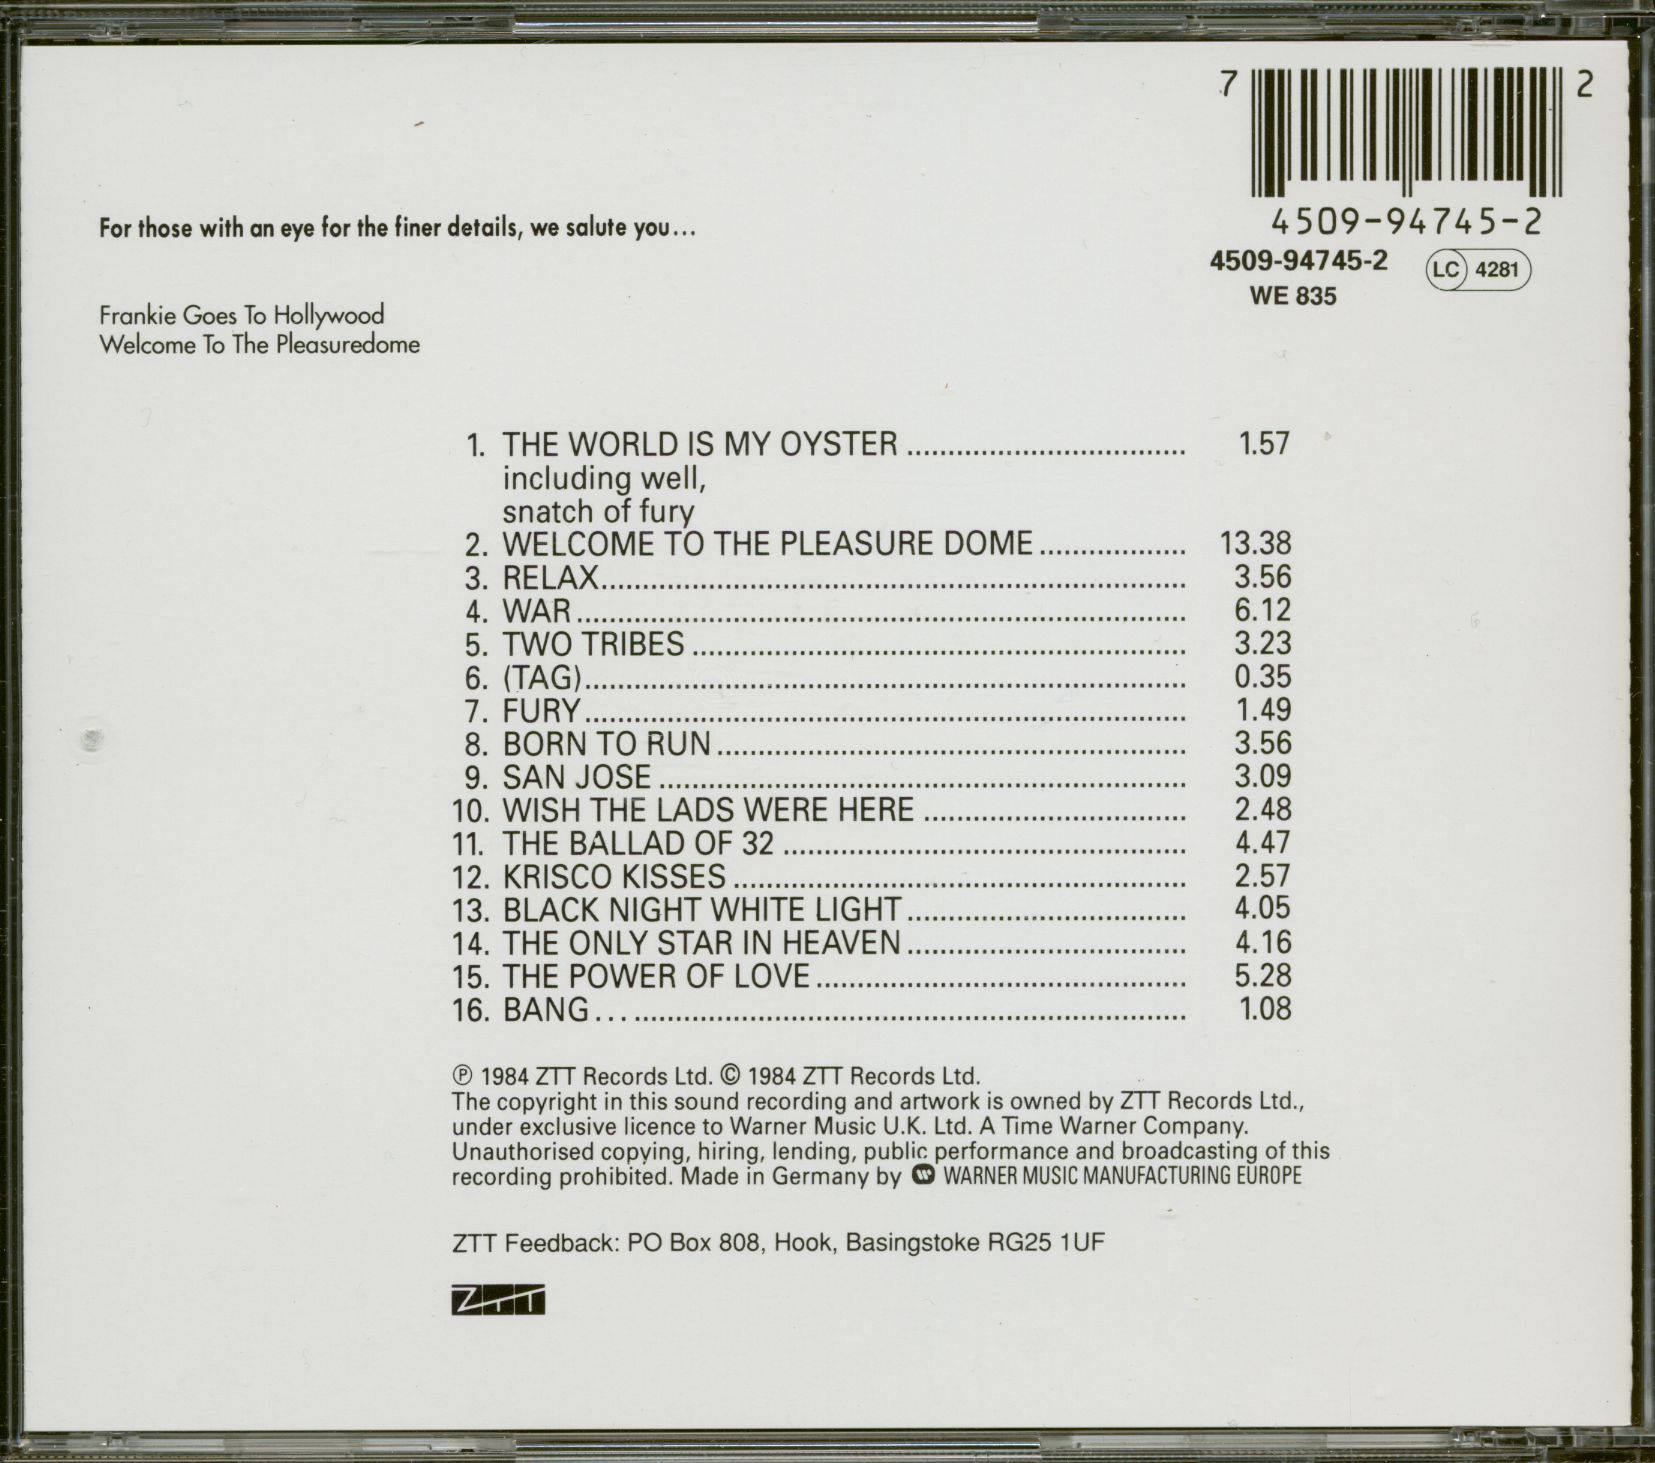 7 2
4509-94745-2
4509-94745-2 LC 4281
WE 835
For those with an eye for the finer details, we salute you...
Frankie Goes To Hollywood
Welcome To The Pleasuredome
1. THE WORLD IS MY OYSTER ................................. 1.57
including well,
snatch of fury
2. WELCOME TO THE PLEASURE DOME .................. 13.38
3. RELAX....................................................................... 3.56
4. WAR .......................................................................... 6.12
5. TWO TRIBES ............................................................ 3.23
6. (TAG)......................................................................... 0.35
7. FURY ......................................................................... 1.49
8. BORN TO RUN ......................................................... 3.56
9. SAN JOSE ................................................................ 3.09
10. WISH THE LADS WERE HERE ................................ 2.48
11. THE BALLAD OF 32 ................................................. 4.47
12. KRISCO KISSES ....................................................... 2.57
13. BLACK NIGHT WHITE LIGHT .................................. 4.05
14. THE ONLY STAR IN HEAVEN .................................. 4.16
15. THE POWER OF LOVE ............................................. 5.28
16. BANG ... ................................................................... 1.08
℗ 1984 ZTT Records Ltd. © 1984 ZTT Records Ltd.
The copyright in this sound recording and artwork is owned by ZTT Records Ltd.,
under exclusive licence to Warner Music U.K. Ltd. A Time Warner Company.
Unauthorised copying, hiring, lending, public performance and broadcasting of this
recording prohibited. Made in Germany by WARNER MUSIC MANUFACTURING EUROPE
ZTT Feedback: PO Box 808, Hook, Basingstoke RG25 1UF
ZTT